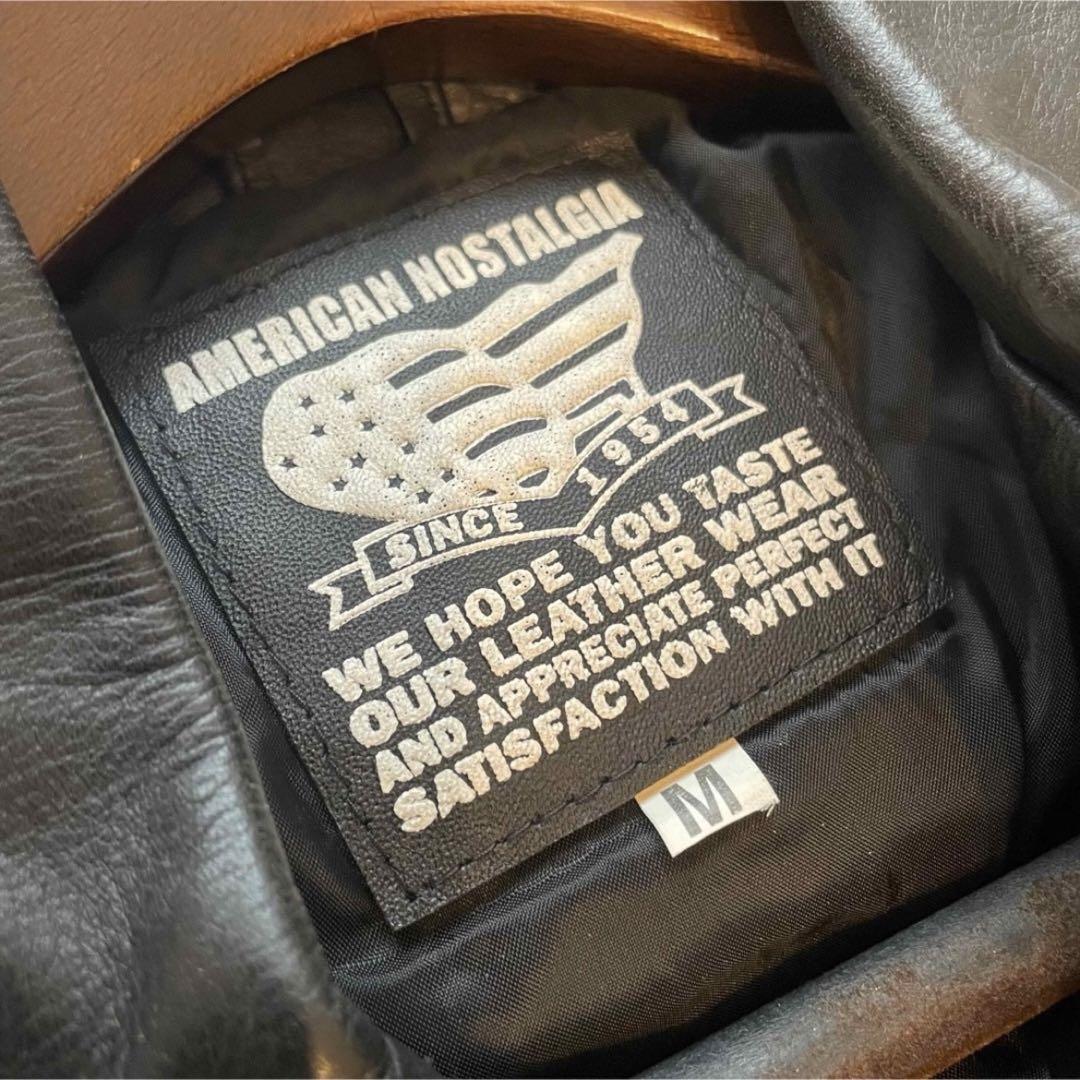 AMERICAN NOSTALGIA
SINCE 1954
WE HOPE YOU TASTE
OUR LEATHER WEAR
AND APPRECIATE PERFECT
SATISFACTION WITH IT
M